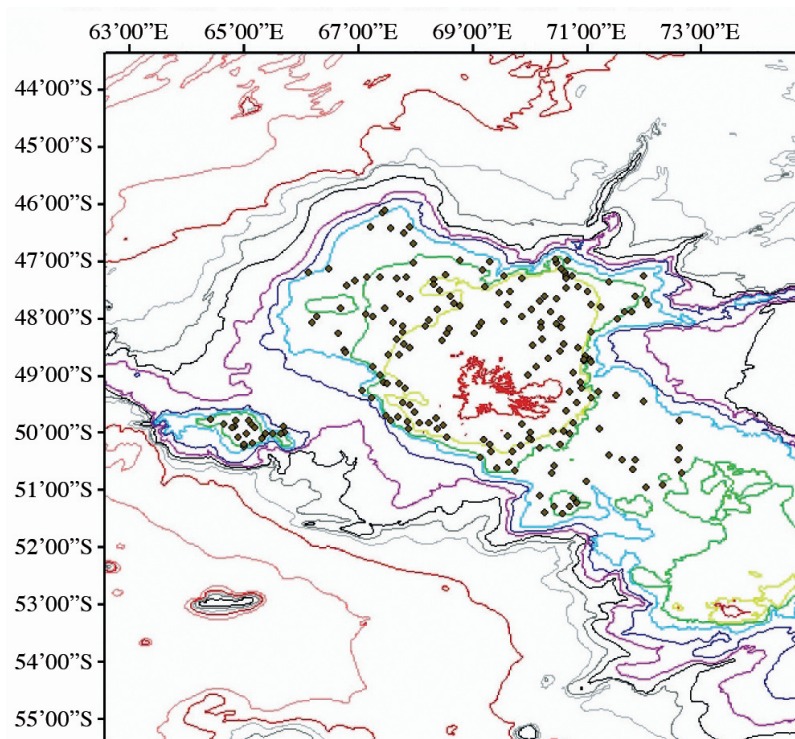 63°00’’E 65°00’’E 67°00’’E 69°00’’E 71°00’’E 73°00’’E
44°00’’S
45°00’’S
46°00’’S
47°00’’S
48°00’’S
49°00’’S
50°00’’S
51°00’’S
52°00’’S
53°00’’S
54°00’’S
55°00’’S